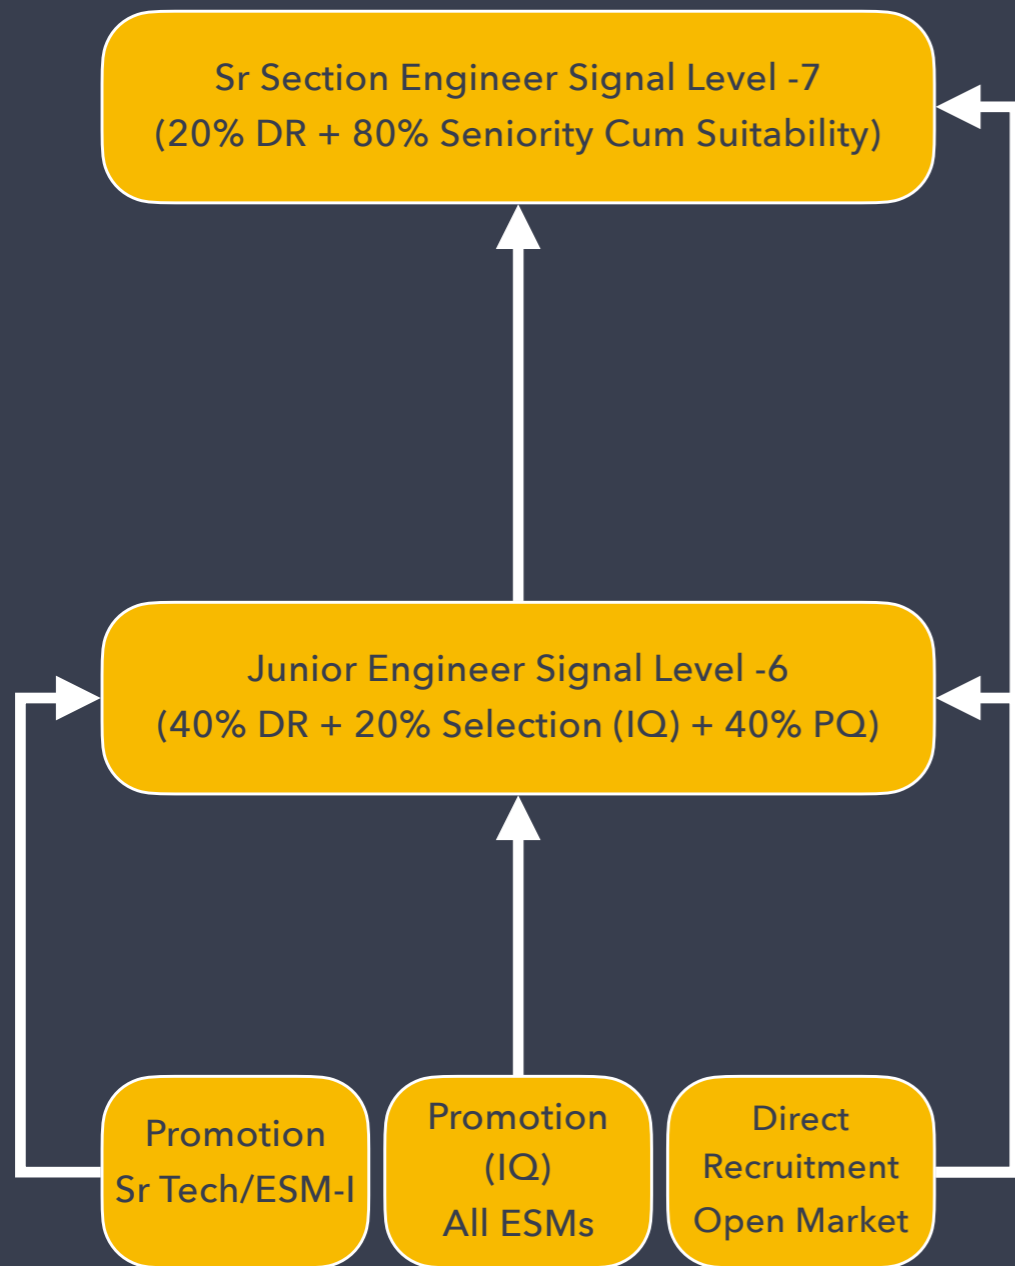 Sr Section Engineer Signal Level -7
(20% DR + 80% Seniority Cum Suitability)
Junior Engineer Signal Level -6
(40% DR + 20% Selection (IQ) + 40% PQ)
Promotion
Sr Tech/ESM-I
Promotion
(IQ)
All ESMs
Direct
Recruitment
Open Market